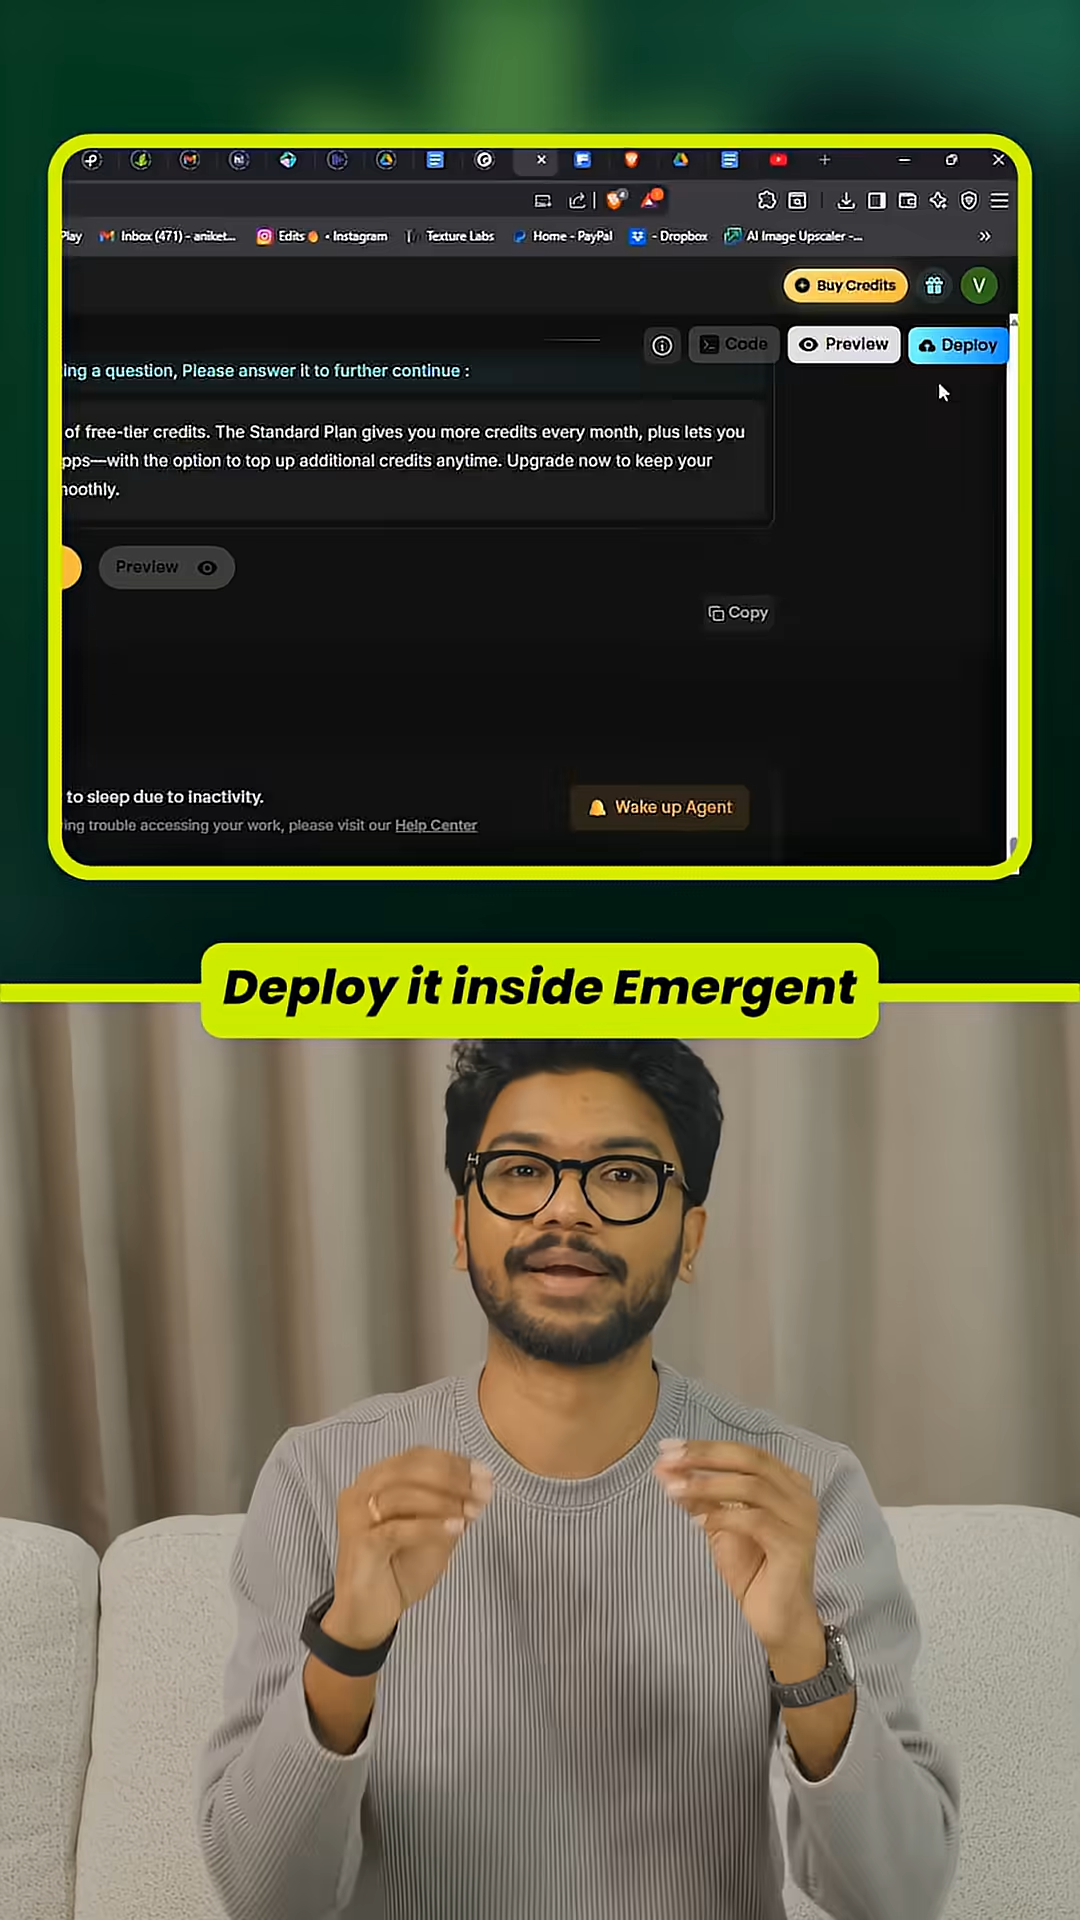 Play
Inbox (471) - aniket...
Edits🔥 • Instagram
Texture Labs
Home - PayPal
- Dropbox
AI Image Upscaler -...
»
Buy Credits
V
Code
Preview
Deploy
ing a question, Please answer it to further continue :
of free-tier credits. The Standard Plan gives you more credits every month, plus lets you
pps—with the option to top up additional credits anytime. Upgrade now to keep your
noothly.
Preview
Copy
to sleep due to inactivity.
Wake up Agent
ing trouble accessing your work, please visit our Help Center
Deploy it inside Emergent